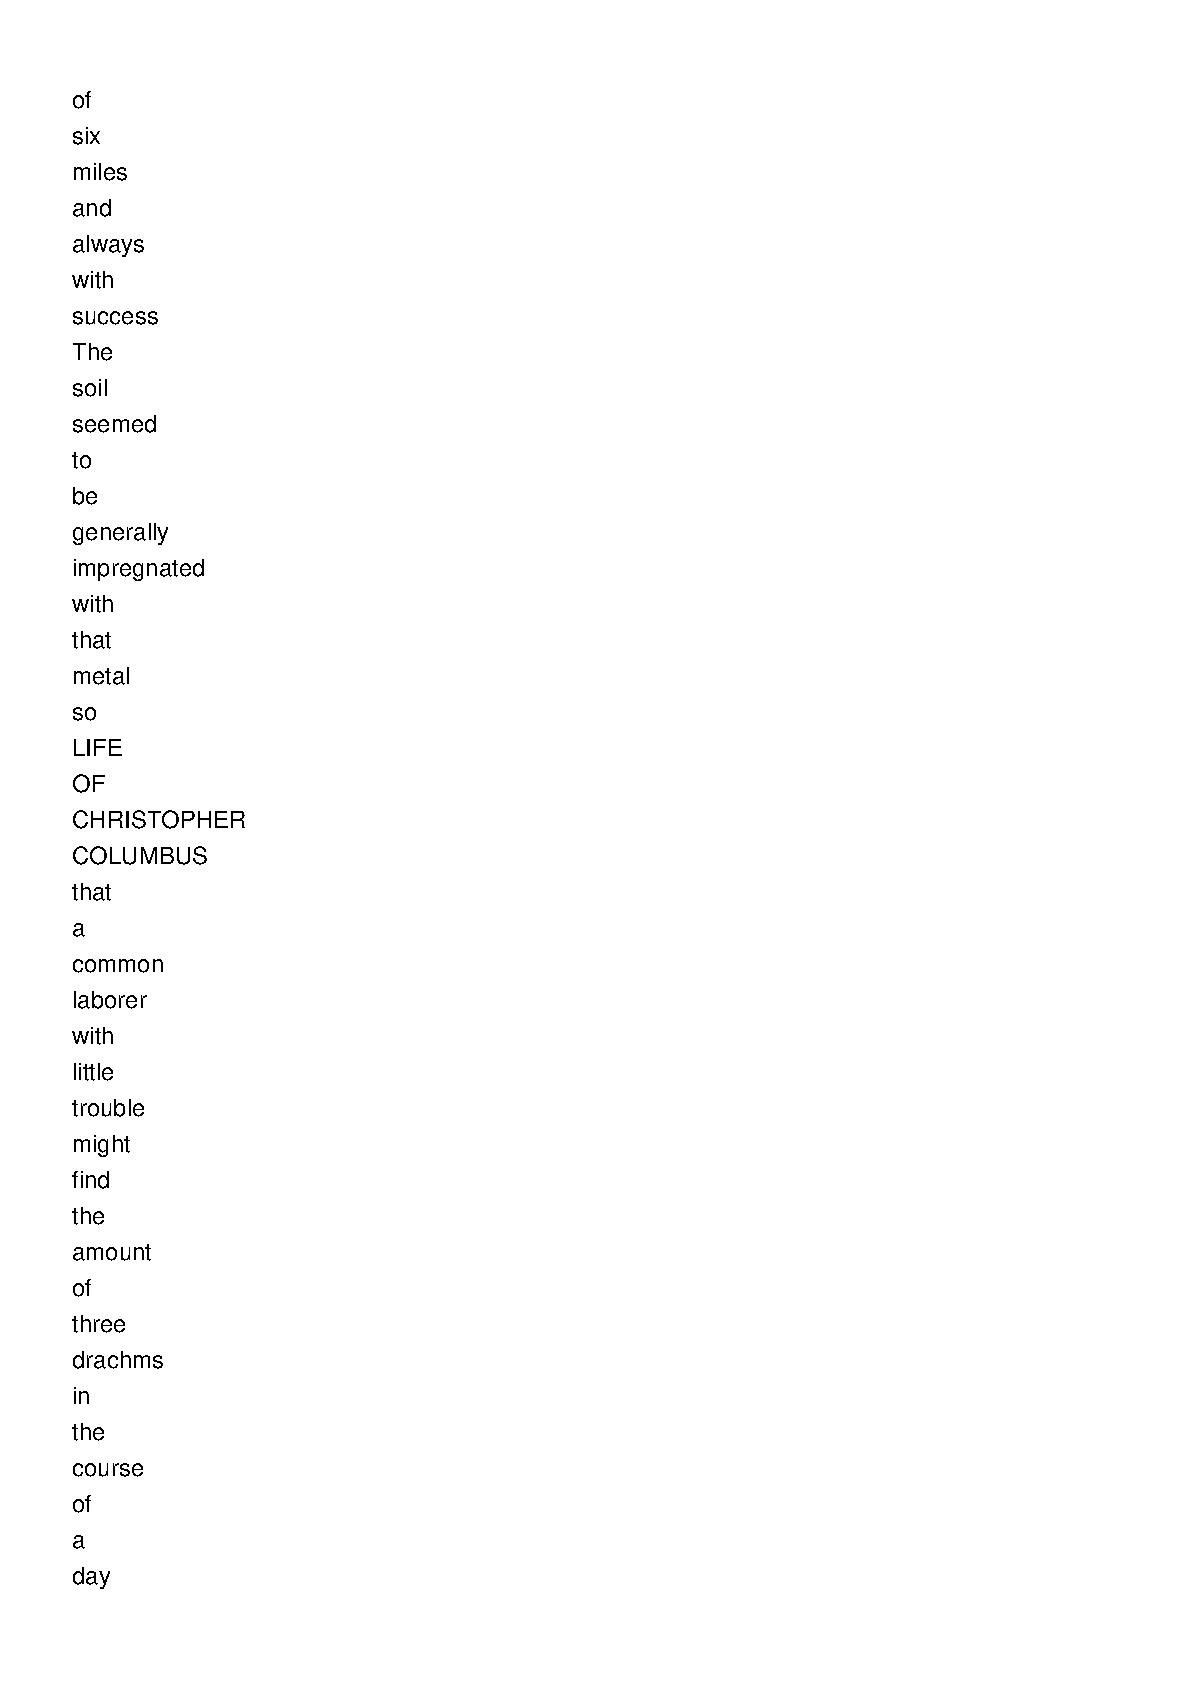 of
six
miles
and
always
with
success
The
soil
seemed
to
be
generally
impregnated
with
that
metal
so
LIFE
OF
CHRISTOPHER
COLUMBUS
that
a
common
laborer
with
little
trouble
might
find
the
amount
of
three
drachms
in
the
course
of
a
day